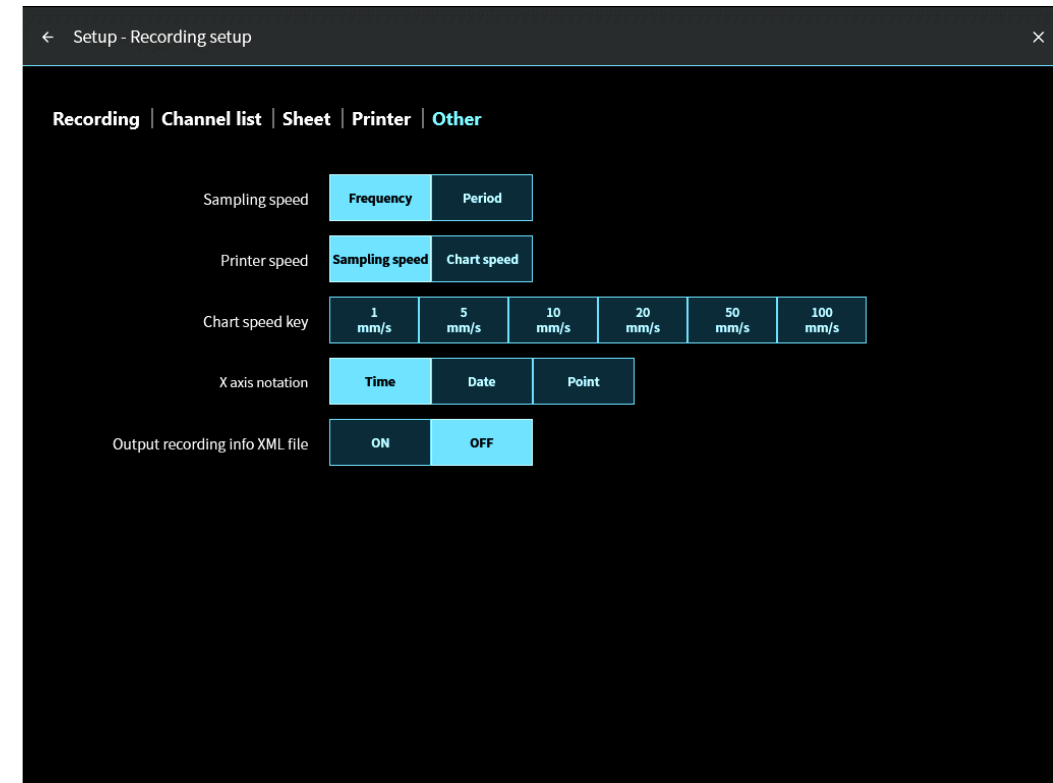 ← Setup - Recording setup ×
Recording | Channel list | Sheet | Printer | Other
Sampling speed Frequency Period
Printer speed Sampling speed Chart speed
Chart speed key 1 mm/s 5 mm/s 10 mm/s 20 mm/s 50 mm/s 100 mm/s
X axis notation Time Date Point
Output recording info XML file ON OFF